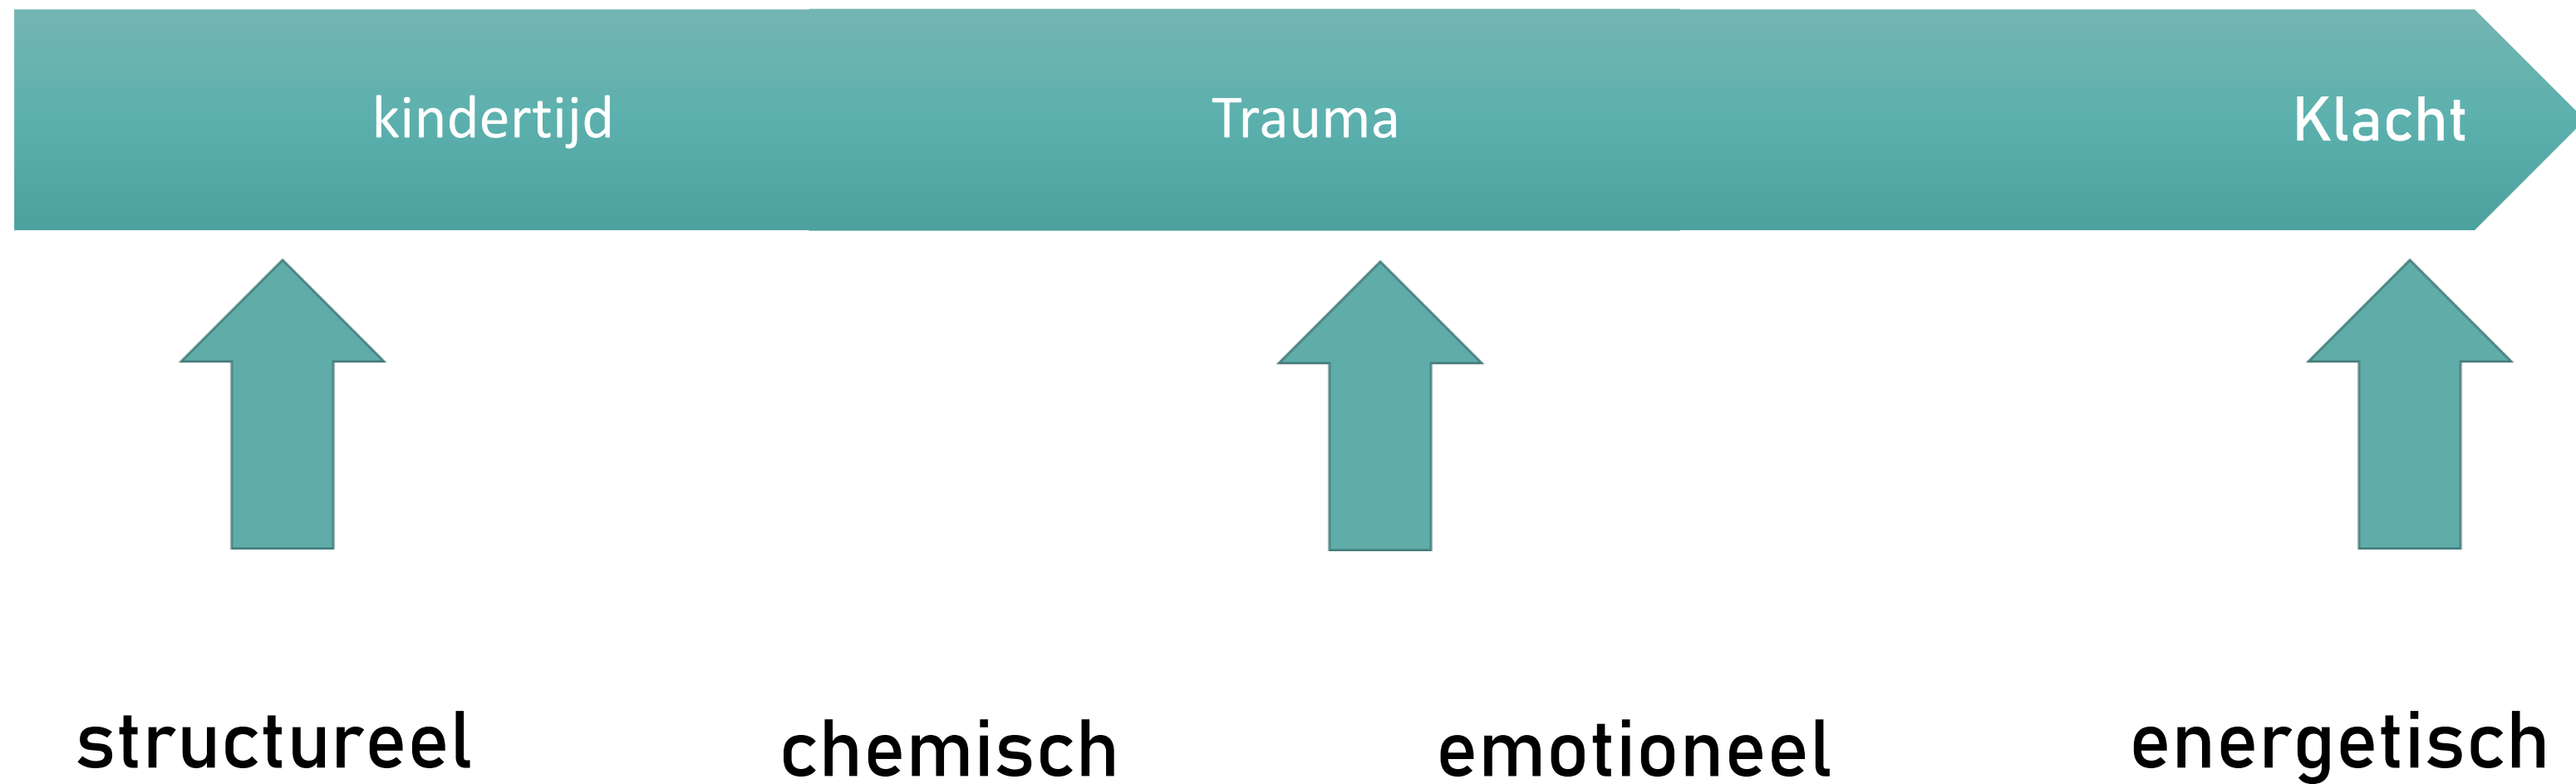 kindertijd Trauma Klacht
structureel chemisch emotioneel energetisch